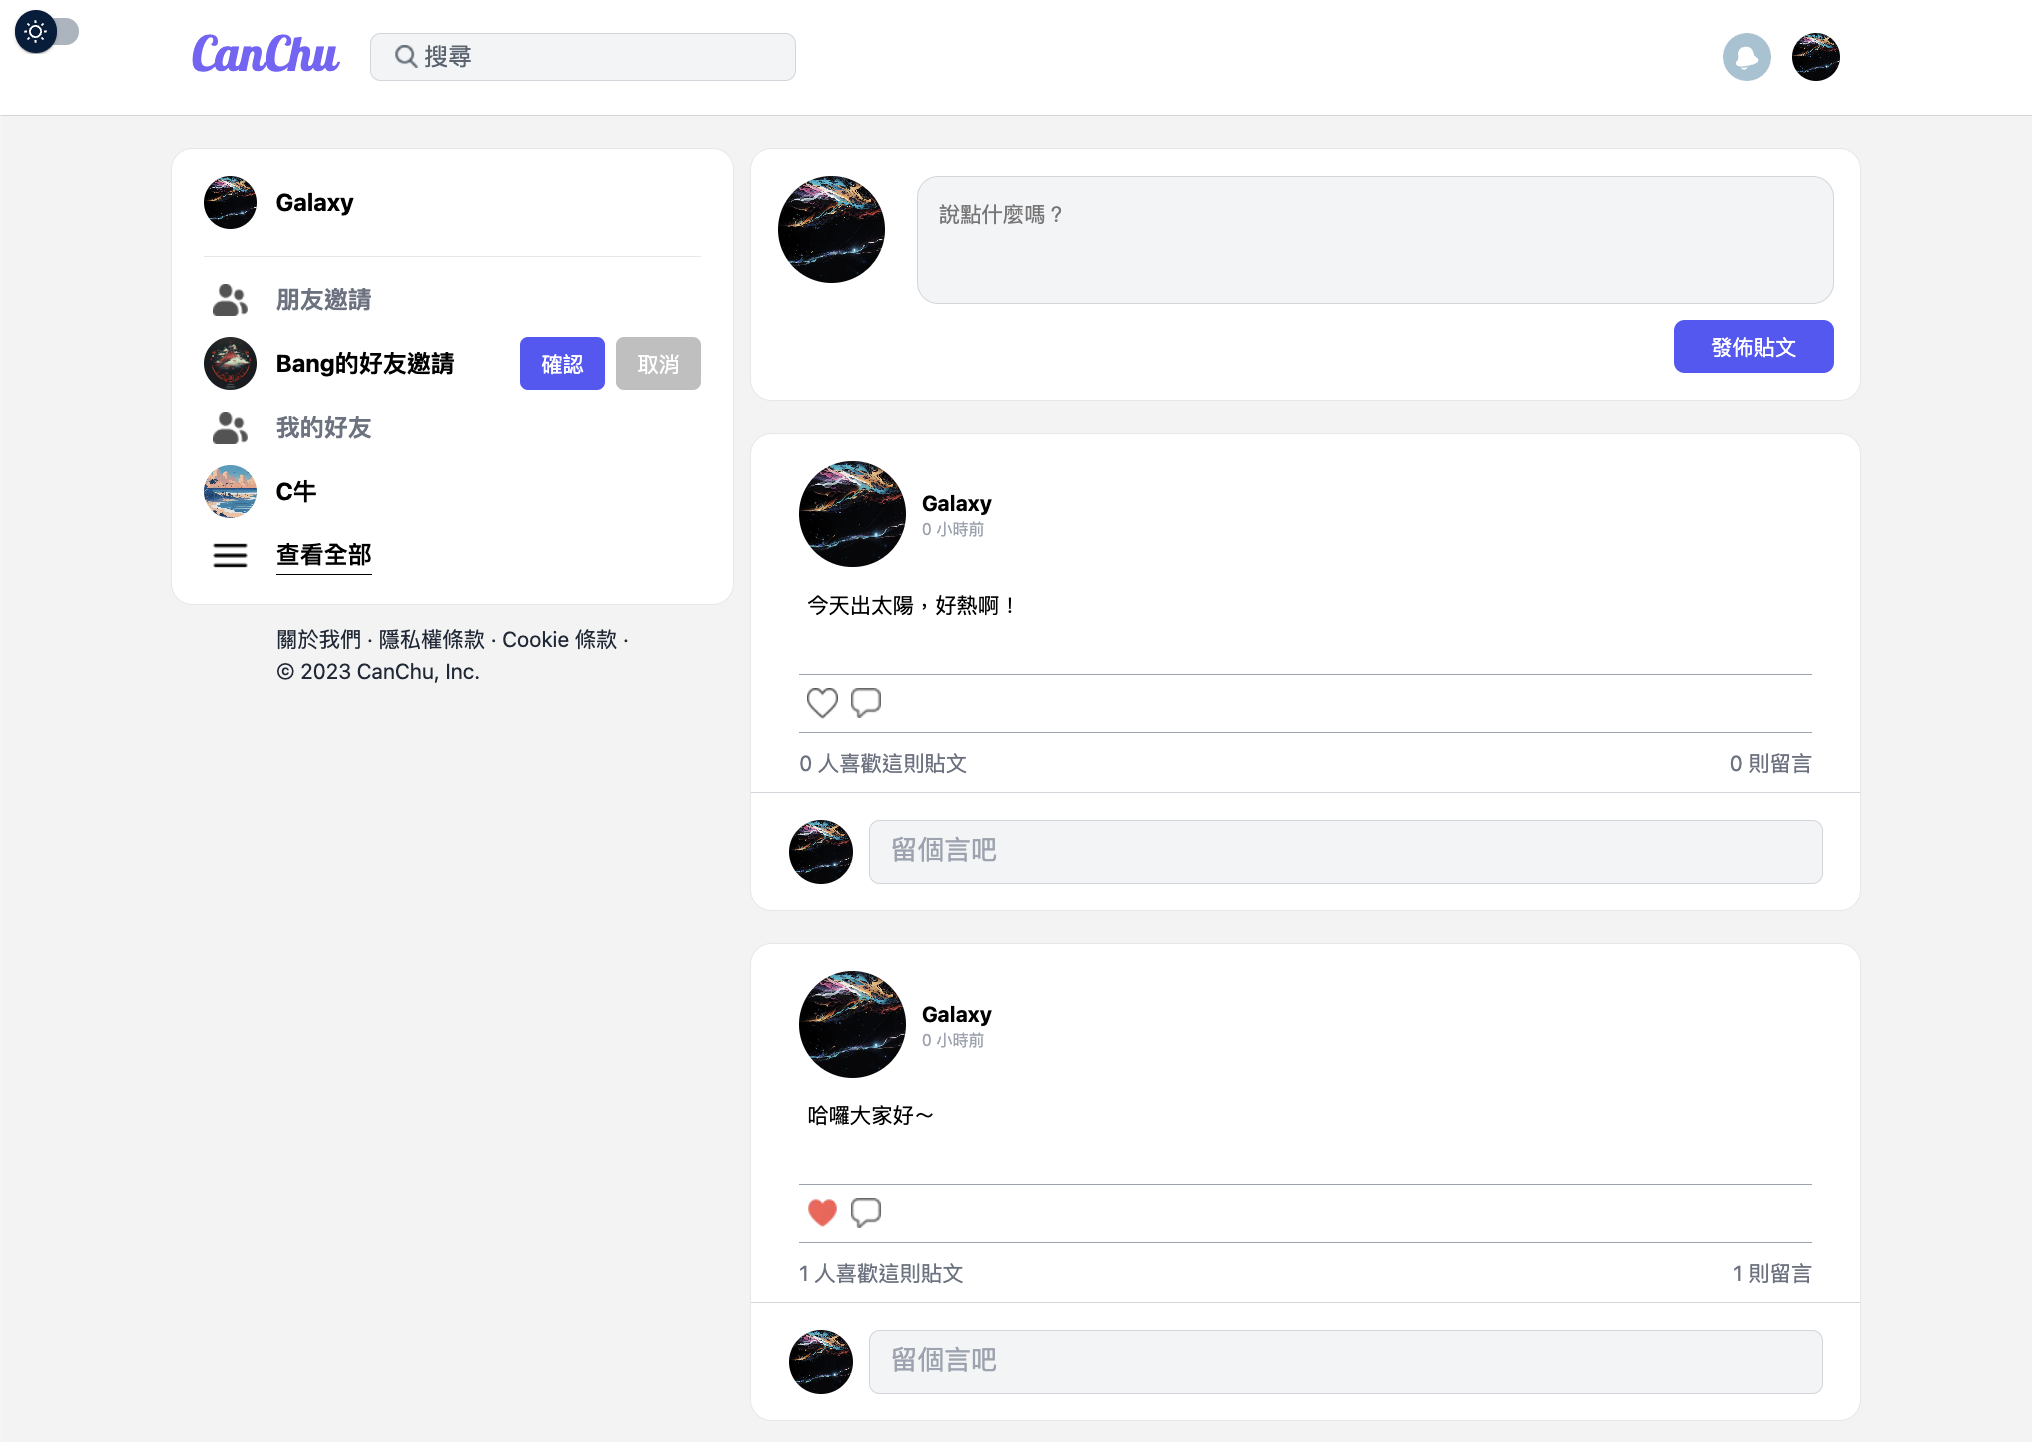 CanChu
搜尋
Galaxy
朋友邀請
Bang的好友邀請
確認
取消
我的好友
C牛
查看全部
關於我們 · 隱私權條款 · Cookie 條款 ·
© 2023 CanChu, Inc.
說點什麼嗎？
發佈貼文
Galaxy
0 小時前
今天出太陽，好熱啊！
0 人喜歡這則貼文
0 則留言
留個言吧
Galaxy
0 小時前
哈囉大家好～
1 人喜歡這則貼文
1 則留言
留個言吧